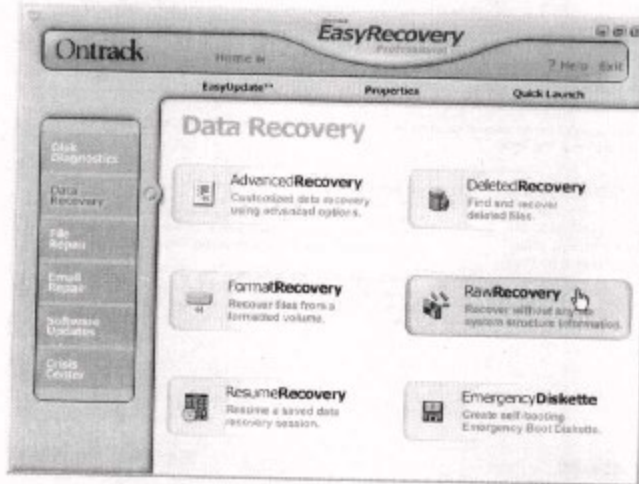 Ontrack
EasyRecovery
Professional
Home
? Help Exit
EasyUpdate™
Properties
Quick Launch
Disk
Diagnostics
Data
Recovery
File
Repair
Email
Repair
Software
Updates
Crisis
Center
Data Recovery
AdvancedRecovery
Customized data recovery
using advanced options.
DeletedRecovery
Find and recover
deleted files.
FormatRecovery
Recover files from a
formatted volume.
RawRecovery
Recover without any file
system structure information.
ResumeRecovery
Resume a saved data
recovery session.
EmergencyDiskette
Create self-booting
Emergency Boot Diskette.